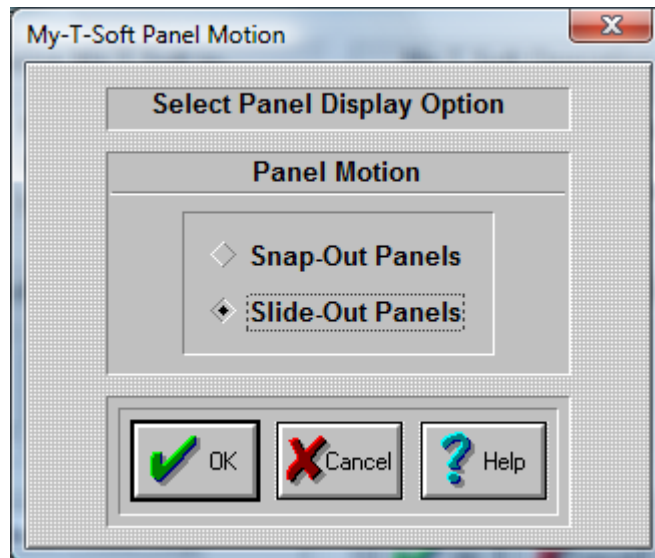 My-T-Soft Panel Motion
Select Panel Display Option
Panel Motion
Snap-Out Panels
Slide-Out Panels
OK
Cancel
Help